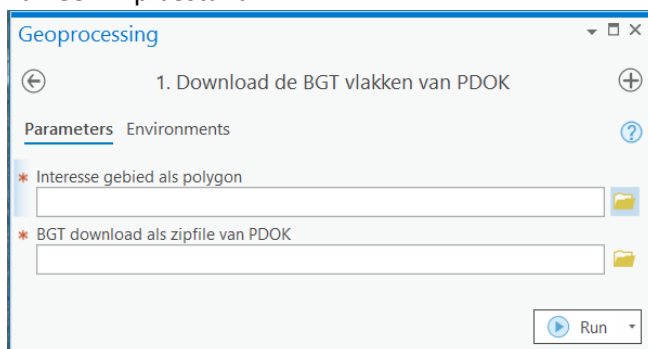 Geoprocessing
1. Download de BGT vlakken van PDOK
Parameters Environments
* Interesse gebied als polygon
* BGT download als zipfile van PDOK
Run